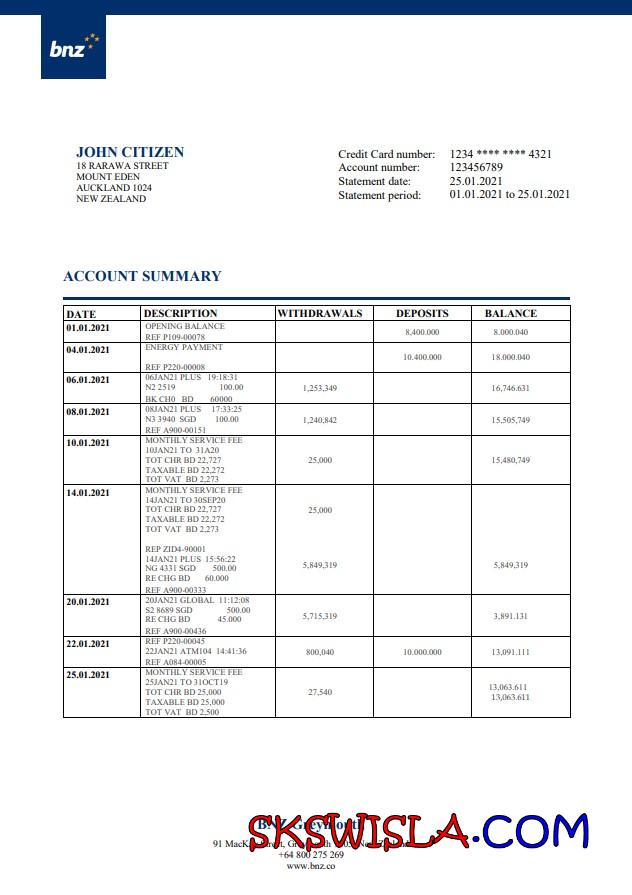 bnz
JOHN CITIZEN
18 RARAWA STREET
MOUNT EDEN
AUCKLAND 1024
NEW ZEALAND
Credit Card number: 1234 **** **** 4321
Account number: 123456789
Statement date: 25.01.2021
Statement period: 01.01.2021 to 25.01.2021
ACCOUNT SUMMARY
DATE DESCRIPTION WITHDRAWALS DEPOSITS BALANCE
01.01.2021 OPENING BALANCE
REF P109-00078 8,400.000 8.000.040
04.01.2021 ENERGY PAYMENT
10.400.000 18.000.040
REF P220-00008
06.01.2021 06JAN21 PLUS 19:18:31
N2 2519 100.00 1,253,349 16,746.631
BK CH0 BD 60000
08.01.2021 08JAN21 PLUS 17:33:25
N3 3940 SGD 100.00 1,240,842 15,505,749
REF A900-00151
10.01.2021 MONTHLY SERVICE FEE
10JAN21 TO 31A20
TOT CHR BD 22,727 25,000 15,480,749
TAXABLE BD 22,272
TOT VAT BD 2,273
14.01.2021 MONTHLY SERVICE FEE
14JAN21 TO 30SEP20
TOT CHR BD 22,727 25,000
TAXABLE BD 22,272
TOT VAT BD 2,273
REP ZID4-90001
14JAN21 PLUS 15:56:22
NG 4331 SGD 500.00 5,849,319 5,849,319
RE CHG BD 60.000
REF A900-00333
20.01.2021 20JAN21 GLOBAL 11:12:08
S2 8689 SGD 500.00 5,715,319 3,891.131
RE CHG BD 45.000
REF A900-00436
22.01.2021 REF P220-00045
22JAN21 ATM104 14:41:36 800,040 10.000.000 13,091.111
REF A084-00005
25.01.2021 MONTHLY SERVICE FEE
25JAN21 TO 31OCT19
TOT CHR BD 25,000 27,540 13,063.611
TAXABLE BD 25,000 13,063.611
TOT VAT BD 2,500
BNZ Greymouth
SKSWISLA.COM
91 MacKay Street, Zealand
+64 800 275 269
www.bnz.co